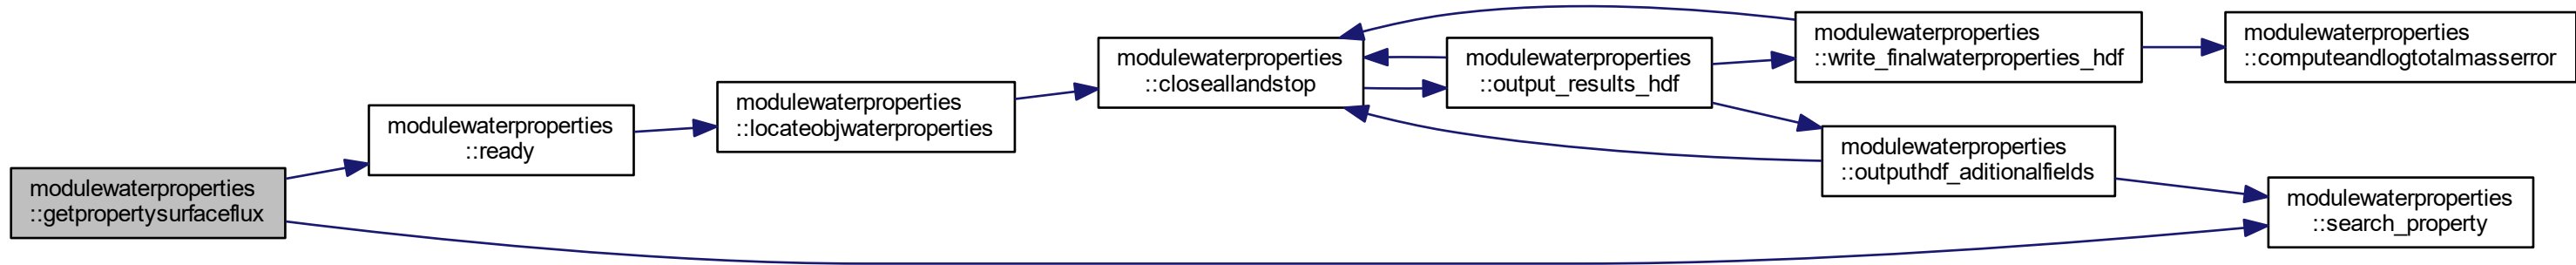 modulewaterproperties
::getpropertysurfaceflux
modulewaterproperties
::ready
modulewaterproperties
::locateobjwaterproperties
modulewaterproperties
::closeallandstop
modulewaterproperties
::output_results_hdf
modulewaterproperties
::write_finalwaterproperties_hdf
modulewaterproperties
::computeandlogtotalmasserror
modulewaterproperties
::outputhdf_aditionalfields
modulewaterproperties
::search_property